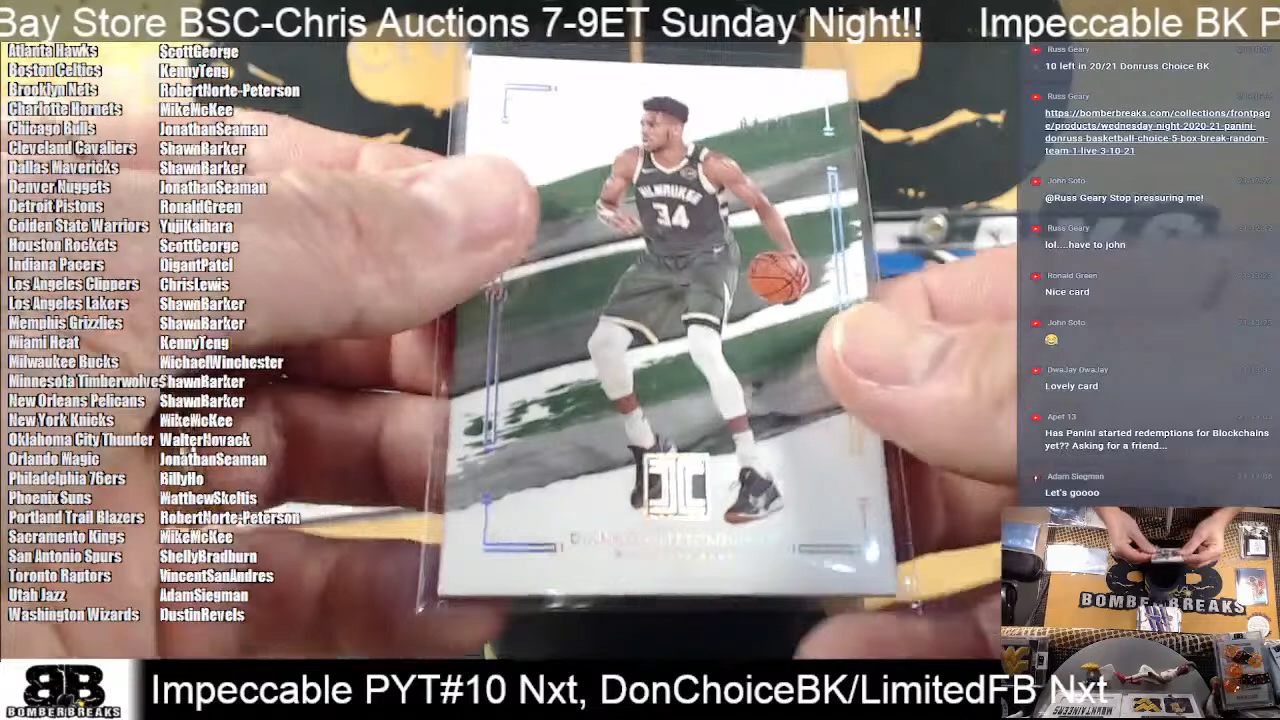 Bay Store BSC-Chris Auctions 7-9ET Sunday Night!! Impeccable BK P
Atlanta Hawks ScottGeorge
Boston Celtics KennyTeng
Brooklyn Nets RobertNorte-Peterson
Charlotte Hornets MikeMcKee
Chicago Bulls JonathanSeaman
Cleveland Cavaliers ShawnBarker
Dallas Mavericks ShawnBarker
Denver Nuggets JonathanSeaman
Detroit Pistons RonaldGreen
Golden State Warriors YujiKaihara
Houston Rockets ScottGeorge
Indiana Pacers DigantPatel
Los Angeles Clippers ChrisLewis
Los Angeles Lakers ShawnBarker
Memphis Grizzlies ShawnBarker
Miami Heat KennyTeng
Milwaukee Bucks MichaelWinchester
Minnesota Timberwolves ShawnBarker
New Orleans Pelicans ShawnBarker
New York Knicks MikeMcKee
Oklahoma City Thunder WalterNovack
Orlando Magic JonathanSeaman
Philadelphia 76ers BillyHo
Phoenix Suns MatthewSkeltis
Portland Trail Blazers RobertNorte-Peterson
Sacramento Kings MikeMcKee
San Antonio Spurs ShellyBradburn
Toronto Raptors VincentSanAndres
Utah Jazz AdamSiegman
Washington Wizards DustinRevels
MILWAUKEE
34
Russ Geary
10 left in 20/21 Donruss Choice BK
Russ Geary
https://bomberbreaks.com/collections/frontpag
e/products/wednesday-night-2020-21-panini
donruss-basketball-choice-5-box-break-random-
team-1-live-3-10-21
John Soto
@Russ Geary Stop pressuring me!
Russ Geary
lol....have to john
Ronald Green
Nice card
John Soto
😂
DwaJay DwaJay
Lovely card
Apet 13
Has Panini started redemptions for Blockchains
yet?? Asking for a friend...
Adam Siegman
Let's goooo
BOMBERBREAKS
MOUNTAINEERS
BB
BOMBERBREAKS
Impeccable PYT#10 Nxt, DonChoiceBK/LimitedFB Nxt